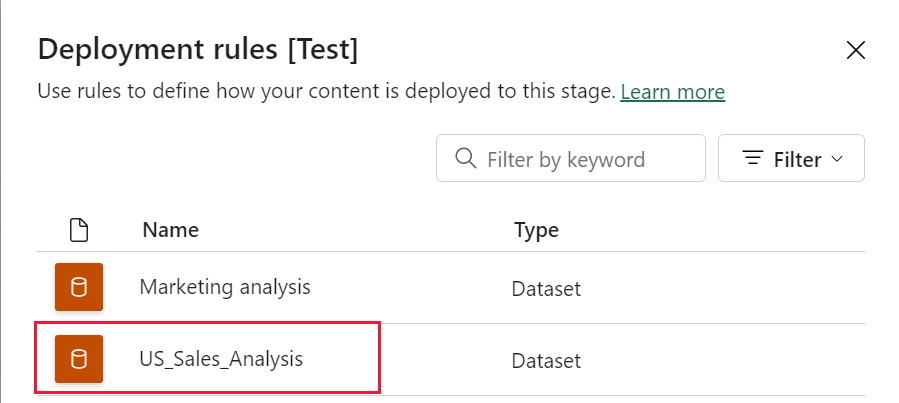 Deployment rules [Test]
Use rules to define how your content is deployed to this stage. Learn more
Filter by keyword
Filter
Name Type
Marketing analysis Dataset
US_Sales_Analysis Dataset